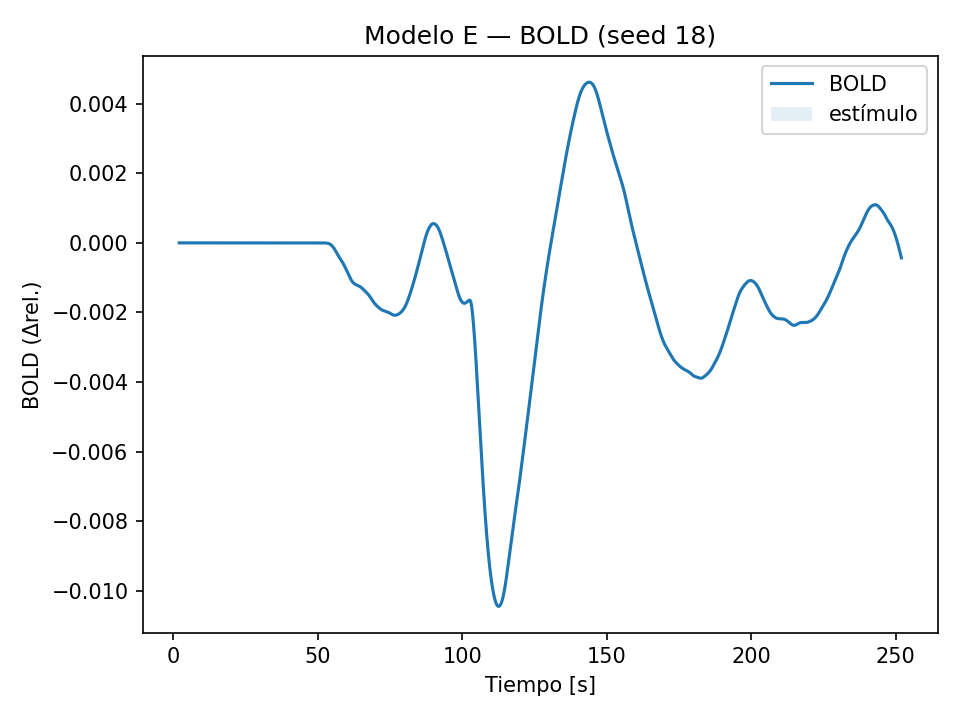 Modelo E — BOLD (seed 18)
BOLD
estímulo
BOLD (Δrel.)
0.004
0.002
0.000
−0.002
−0.004
−0.006
−0.008
−0.010
0
50
100
150
200
250
Tiempo [s]